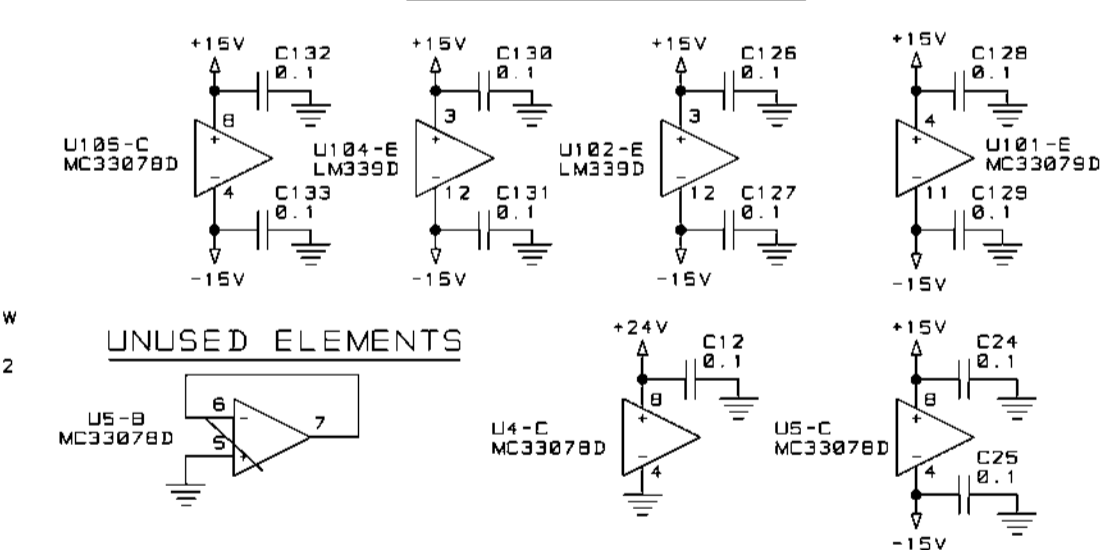 +15V
C132
0.1
8
U105-C
MC33078D
+
-
4
C133
0.1
-15V
+15V
C130
0.1
3
U104-E
LM339D
+
-
12
C131
0.1
-15V
+15V
C126
0.1
3
U102-E
LM339D
+
-
12
C127
0.1
-15V
+15V
C128
0.1
4
U101-E
MC33079D
+
-
11
C129
0.1
-15V
W
2
UNUSED ELEMENTS
U5-B
MC33078D
6
-
5
+
7
+24V
C12
0.1
8
U4-C
MC33078D
+
-
4
+15V
C24
0.1
8
U5-C
MC33078D
+
-
4
C25
0.1
-15V